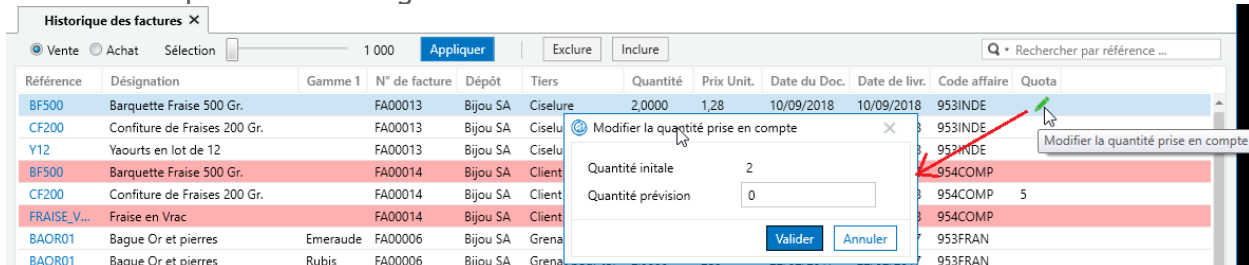 Historique des factures ×
Vente Achat Sélection 1 000 Appliquer Exclure Inclure Rechercher par référence ...
Référence Désignation Gamme 1 N° de facture Dépôt Tiers Quantité Prix Unit. Date du Doc. Date de livr. Code affaire Quota
BF500 Barquette Fraise 500 Gr. FA00013 Bijou SA Ciselure 2,0000 1,28 10/09/2018 10/09/2018 953INDE
CF200 Confiture de Fraises 200 Gr. FA00013 Bijou SA Ciselu 953INDE
Y12 Yaourts en lot de 12 FA00013 Bijou SA Ciselu 953INDE
BF500 Barquette Fraise 500 Gr. FA00014 Bijou SA Client 954COMP
CF200 Confiture de Fraises 200 Gr. FA00014 Bijou SA Client 954COMP 5
FRAISE_V... Fraise en Vrac FA00014 Bijou SA Client 954COMP
BAOR01 Bague Or et pierres Emeraude FA00006 Bijou SA Grena 953FRAN
BAOR01 Bague Or et pierres Rubis FA00006 Bijou SA 953FRAN
Modifier la quantité prise en compte
Quantité initale 2
Quantité prévision 0
Valider Annuler
Modifier la quantité prise en compte